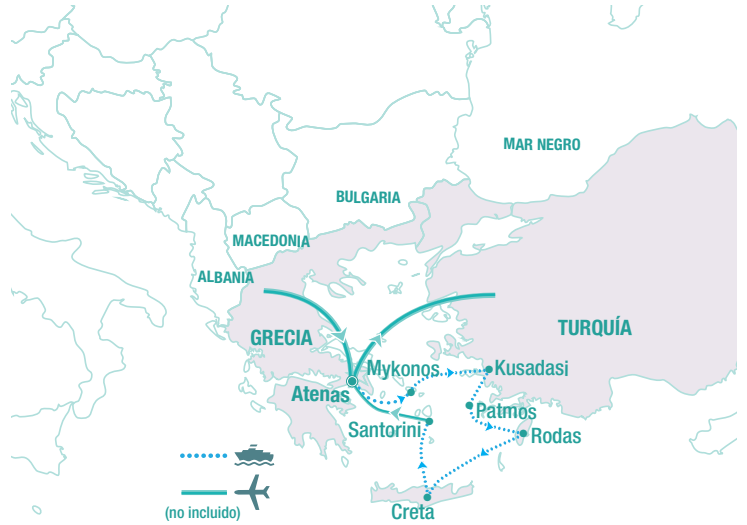 MAR NEGRO
BULGARIA
MACEDONIA
ALBANIA
GRECIA
TURQUÍA
Mykonos
Kusadasi
Atenas
Patmos
Santorini
Rodas
Creta
(no incluido)